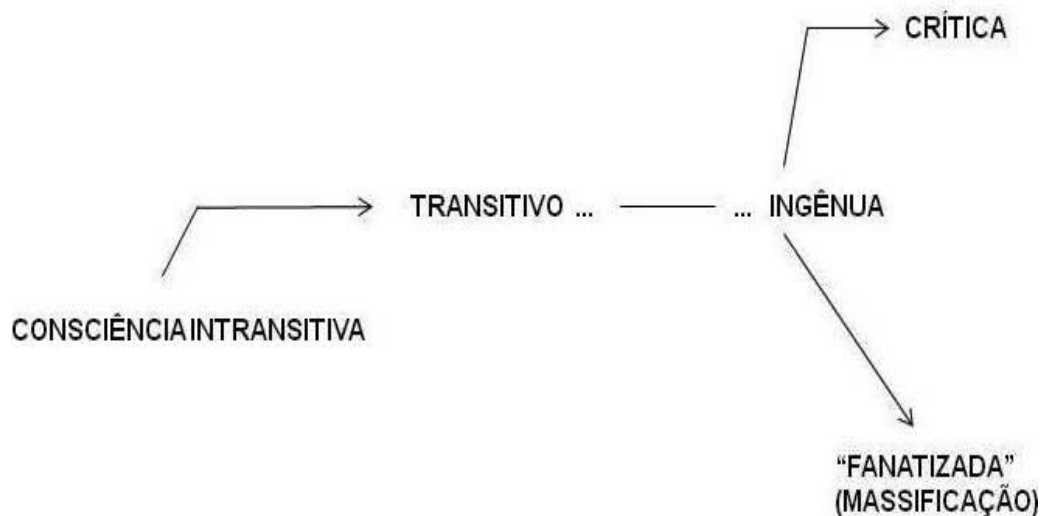 CRÍTICA
TRANSITIVO ... ... INGÊNUA
CONSCIÊNCIA INTRANSITIVA
“FANATIZADA”
(MASSIFICAÇÃO)